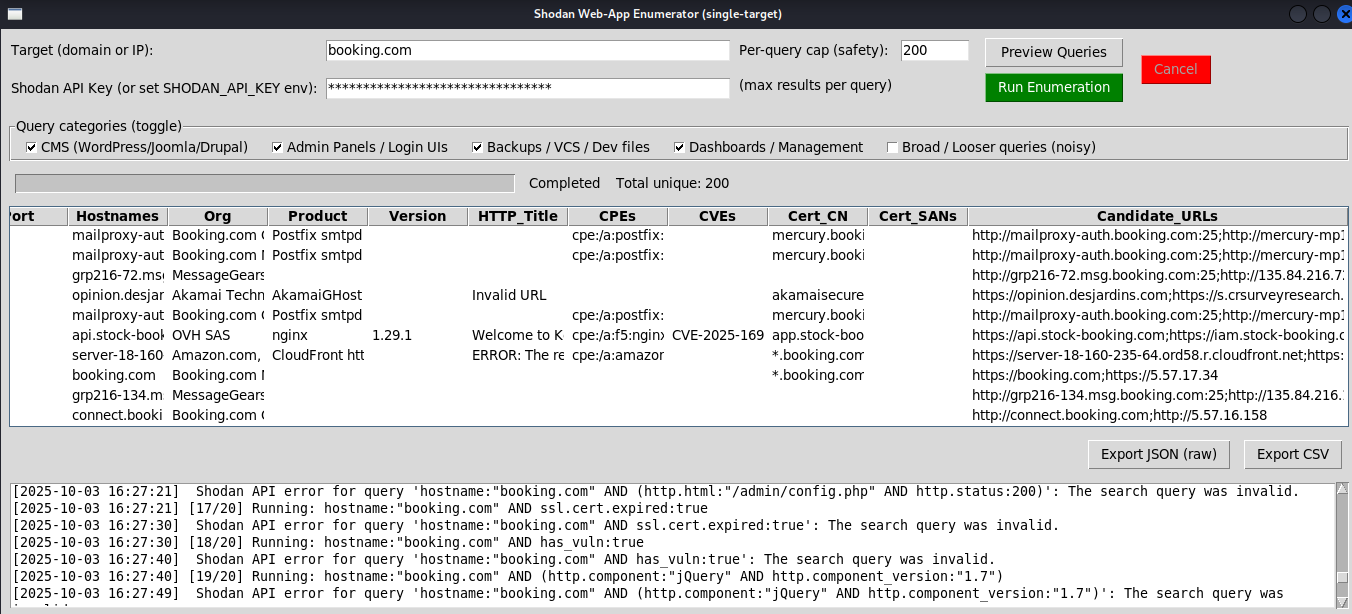 Shodan Web-App Enumerator (single-target)
Target (domain or IP): booking.com Per-query cap (safety): 200 Preview Queries
Cancel
Shodan API Key (or set SHODAN_API_KEY env): ******************************** (max results per query) Run Enumeration
Query categories (toggle)
CMS (WordPress/Joomla/Drupal) Admin Panels / Login UIs Backups / VCS / Dev files Dashboards / Management Broad / Looser queries (noisy)
Completed Total unique: 200
ort Hostnames Org Product Version HTTP_Title CPEs CVEs Cert_CN Cert_SANs Candidate_URLs
mailproxy-aut Booking.com Postfix smtpd cpe:/a:postfix: mercury.booki http://mailproxy-auth.booking.com:25;http://mercury-mp1
mailproxy-aut Booking.com Postfix smtpd cpe:/a:postfix: mercury.booki http://mailproxy-auth.booking.com:25;http://mercury-mp1
grp216-72.msg MessageGears http://grp216-72.msg.booking.com:25;http://135.84.216.72
opinion.desjar Akamai Techn AkamaiGHost Invalid URL akamaisecure https://opinion.desjardins.com;https://s.crsurveyresearch.
mailproxy-aut Booking.com Postfix smtpd cpe:/a:postfix: mercury.booki http://mailproxy-auth.booking.com:25;http://mercury-mp1
api.stock-book OVH SAS nginx 1.29.1 Welcome to K cpe:/a:f5:nginx CVE-2025-169 app.stock-boo https://api.stock-booking.com;https://iam.stock-booking.c
server-18-160 Amazon.com, CloudFront htt ERROR: The re cpe:/a:amazon *.booking.com https://server-18-160-235-64.ord58.r.cloudfront.net;https:
booking.com Booking.com *.booking.com https://booking.com;https://5.57.17.34
grp216-134.m MessageGears http://grp216-134.msg.booking.com:25;http://135.84.216.
connect.booki Booking.com http://connect.booking.com;http://5.57.16.158
Export JSON (raw) Export CSV
[2025-10-03 16:27:21] Shodan API error for query 'hostname:"booking.com" AND (http.html:"/admin/config.php" AND http.status:200)': The search query was invalid.
[2025-10-03 16:27:21] [17/20] Running: hostname:"booking.com" AND ssl.cert.expired:true
[2025-10-03 16:27:30] Shodan API error for query 'hostname:"booking.com" AND ssl.cert.expired:true': The search query was invalid.
[2025-10-03 16:27:30] [18/20] Running: hostname:"booking.com" AND has_vuln:true
[2025-10-03 16:27:40] Shodan API error for query 'hostname:"booking.com" AND has_vuln:true': The search query was invalid.
[2025-10-03 16:27:40] [19/20] Running: hostname:"booking.com" AND (http.component:"jQuery" AND http.component_version:"1.7")
[2025-10-03 16:27:49] Shodan API error for query 'hostname:"booking.com" AND (http.component:"jQuery" AND http.component_version:"1.7")': The search query was